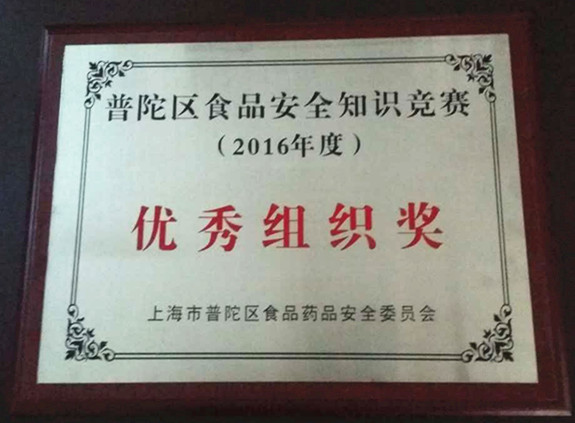 普陀区食品安全知识竞赛
（2016年度）
优秀组织奖
上海市普陀区食品药品安全委员会